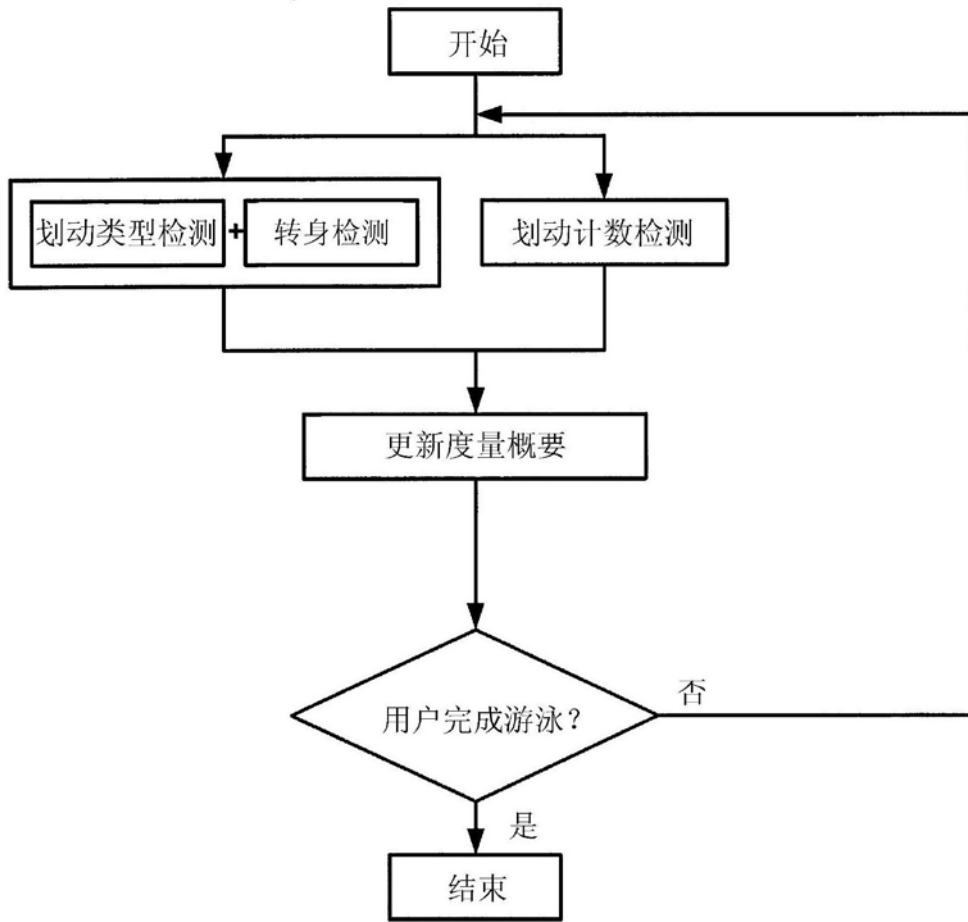 开始
划动类型检测 + 转身检测
划动计数检测
更新度量概要
用户完成游泳？
否
是
结束